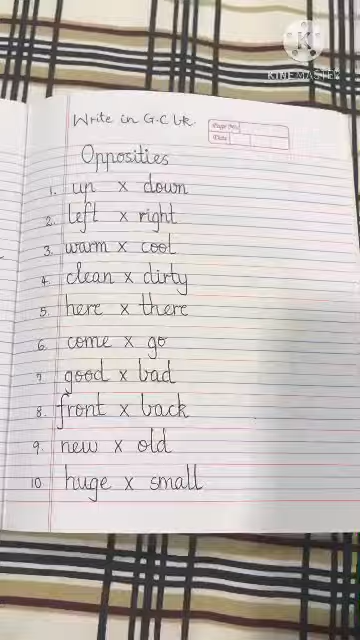 KINEMASTER
Write in G.C bk.
Opposities
1. up x down
2. left x right
3. warm x cool
4. clean x dirty
5. here x there
6. come x go
7 good x bad
8. front x back
9. new x old
10 huge x small